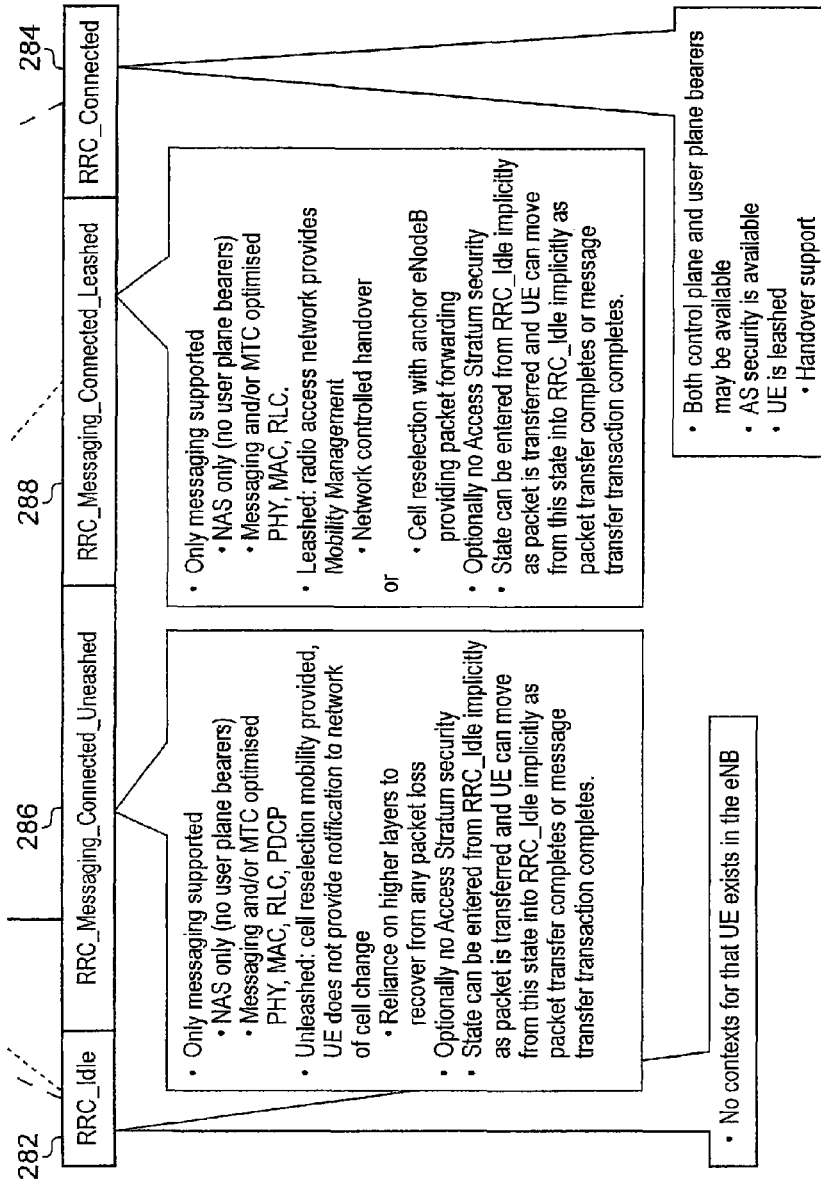 282
286
288
284
RRC_Idle
RRC_Messaging_Connected_Uneashed
RRC_Messaging_Connected_Leashed
RRC_Connected
• Only messaging supported
• NAS only (no user plane bearers)
• Messaging and/or MTC optimised
PHY, MAC, RLC, PDCP
• Unleashed: cell reselection mobility provided,
UE does not provide notification to network
of cell change
• Reliance on higher layers to
recover from any packet loss
• Optionally no Access Stratum security
• State can be entered from RRC_Idle implicitly
as packet is transferred and UE can move
from this state into RRC_Idle implicitly as
packet transfer completes or message
transfer transaction completes.
• Only messaging supported
• NAS only (no user plane bearers)
• Messaging and/or MTC optimised
PHY, MAC, RLC.
• Leashed: radio access network provides
Mobility Management
• Network controlled handover
or
• Cell reselection with anchor eNodeB
providing packet forwarding
• Optionally no Access Stratum security
• State can be entered from RRC_Idle implicitly
as packet is transferred and UE can move
from this state into RRC_Idle implicitly as
packet transfer completes or message
transfer transaction completes.
• No contexts for that UE exists in the eNB
• Both control plane and user plane bearers
may be available
• AS security is available
• UE is leashed
• Handover support